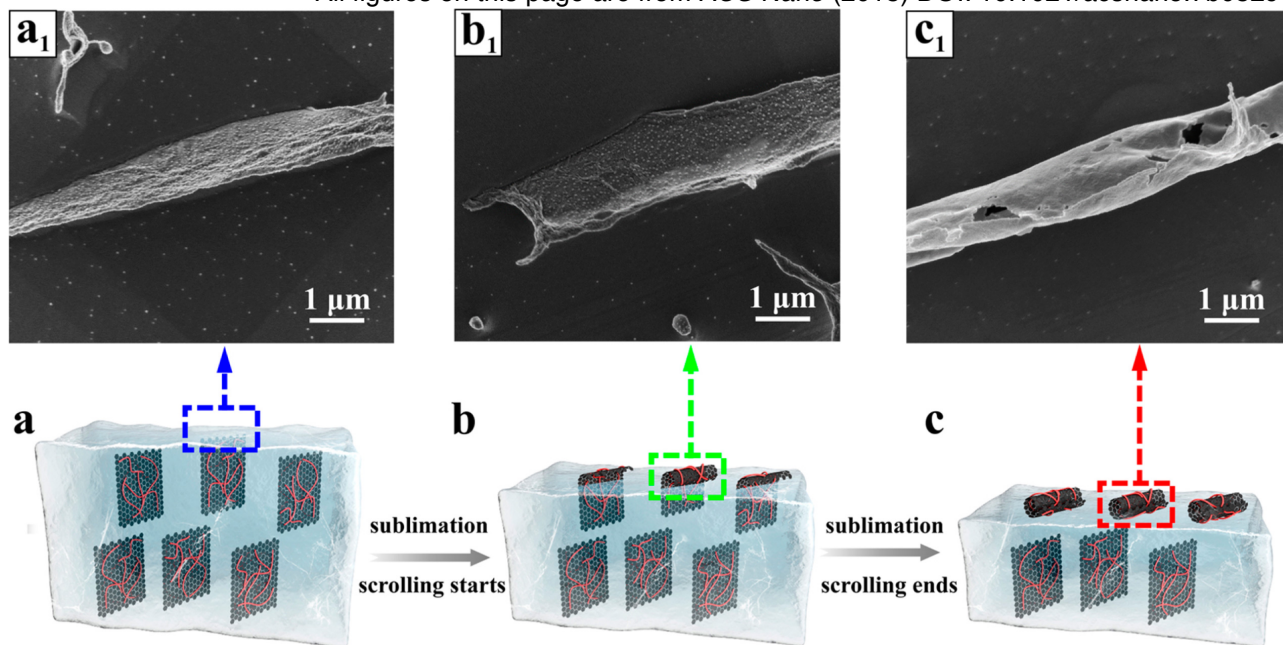 a1
b1
c1
1 µm
1 µm
1 µm
a
b
c
sublimation
scrolling starts
sublimation
scrolling ends